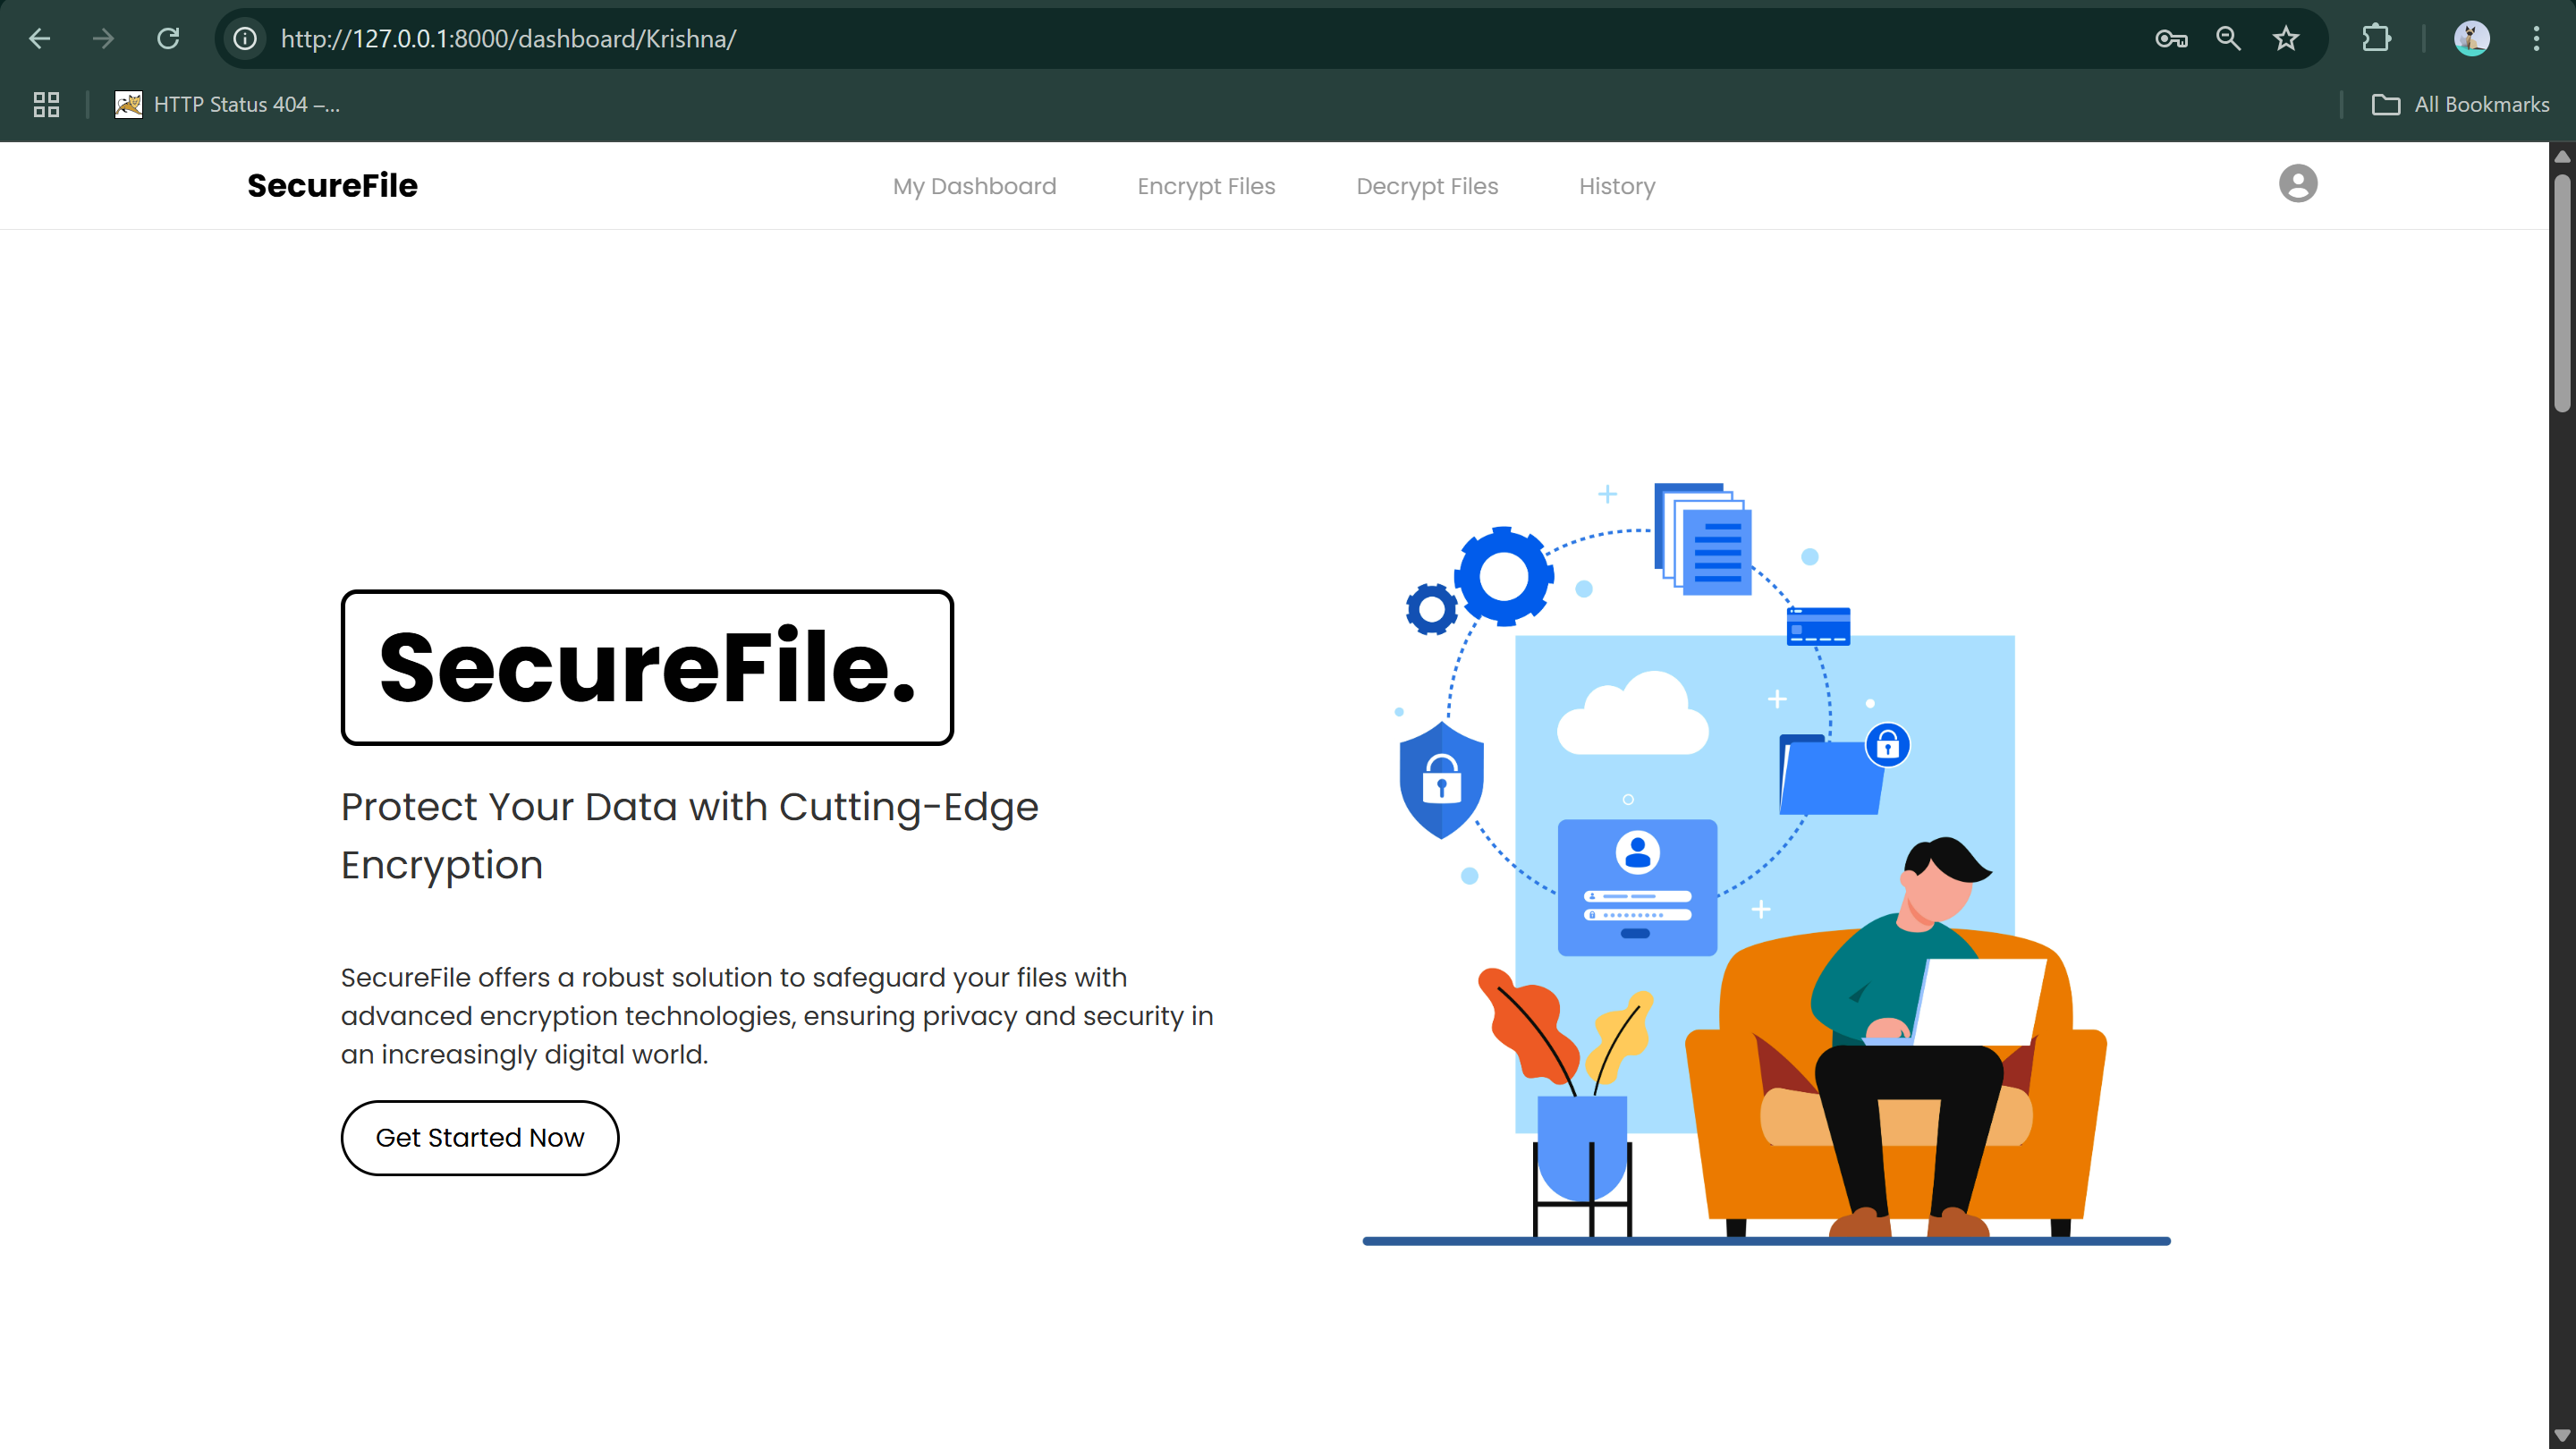 http://127.0.0.1:8000/dashboard/Krishna/
HTTP Status 404 –...
All Bookmarks
SecureFile
My Dashboard
Encrypt Files
Decrypt Files
History
SecureFile.
Protect Your Data with Cutting-Edge
Encryption
SecureFile offers a robust solution to safeguard your files with
advanced encryption technologies, ensuring privacy and security in
an increasingly digital world.
Get Started Now